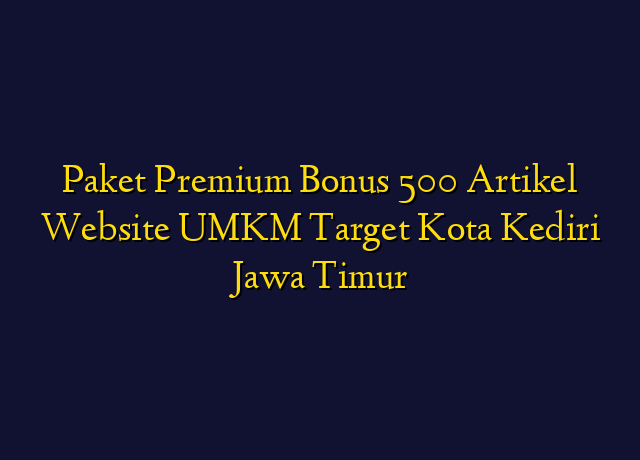 Paket Premium Bonus 500 Artikel
Website UMKM Target Kota Kediri
Jawa Timur